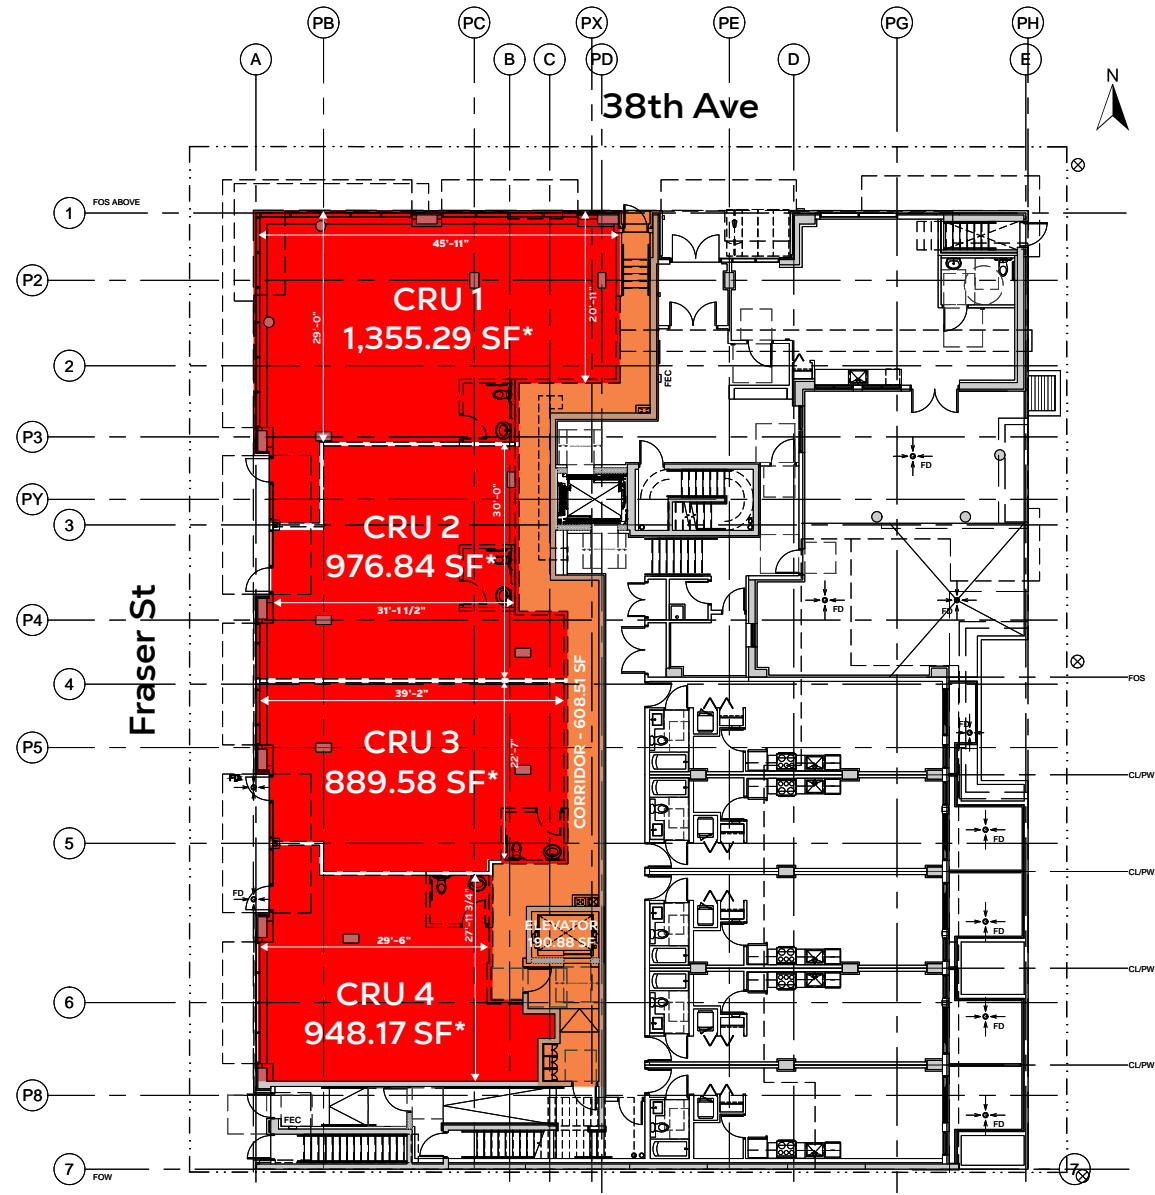 PB
PC
PX
PE
PG
PH
A
B
C
PD
D
E
38th Ave
N
1
FOS ABOVE
45'-11"
P2
CRU 1
1,355.29 SF*
29'-0"
20'-11"
2
FEC
P3
FD
PY
30'-0"
3
CRU 2
976.84 SF*
31'-1 1/2"
P4
FD
FD
Fraser St
4
FOS
39'-2"
CORRIDOR - 608.51 SF
P5
CRU 3
889.58 SF*
22'-7"
FD
FD
CL/PW
5
FD
CL/PW
FD
27'-11 3/4"
ELEVATOR
190.88 SF
FD
29'-6"
CL/PW
6
CRU 4
948.17 SF*
FD
CL/PW
P8
FEC
FD
7
FOW
7